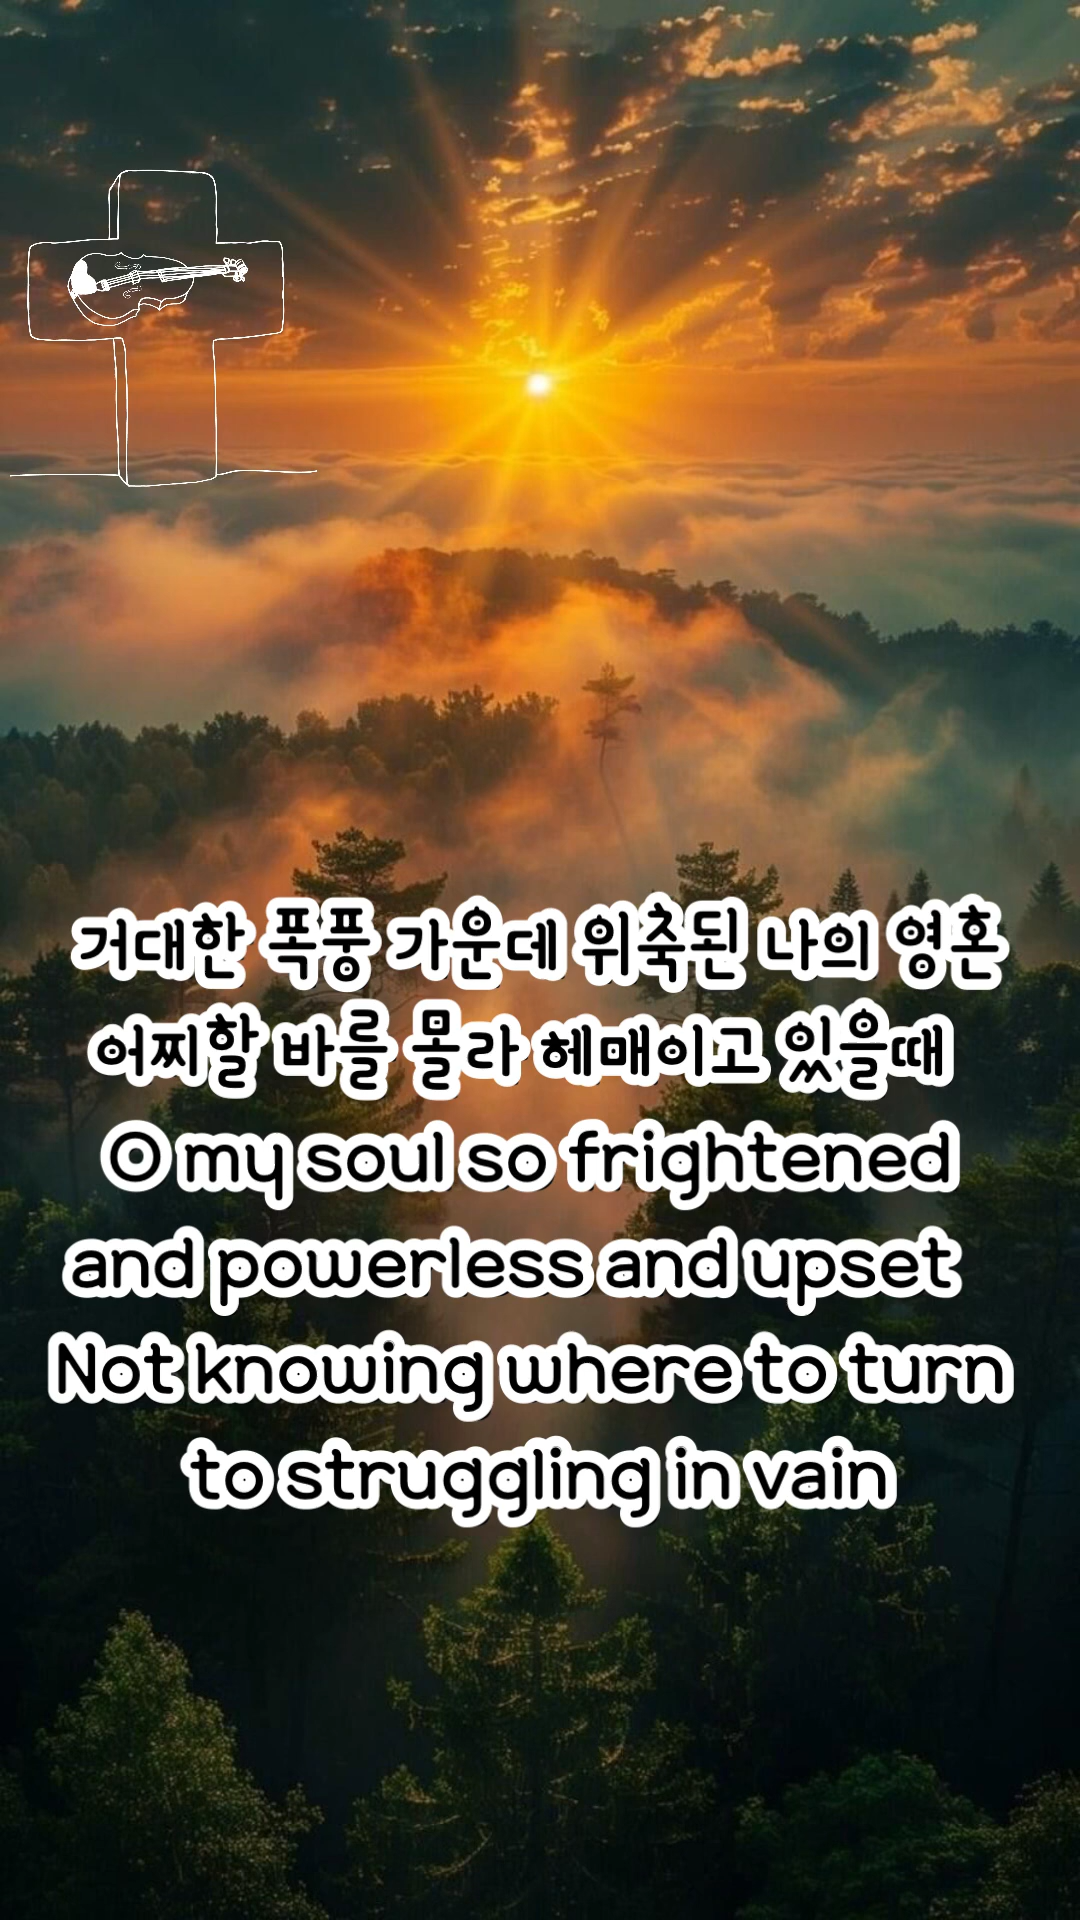 거대한 폭풍 가운데 위축된 나의 영혼
어찌할 바를 몰라 헤매이고 있을때
O my soul so frightened
and powerless and upset
Not knowing where to turn
to struggling in vain